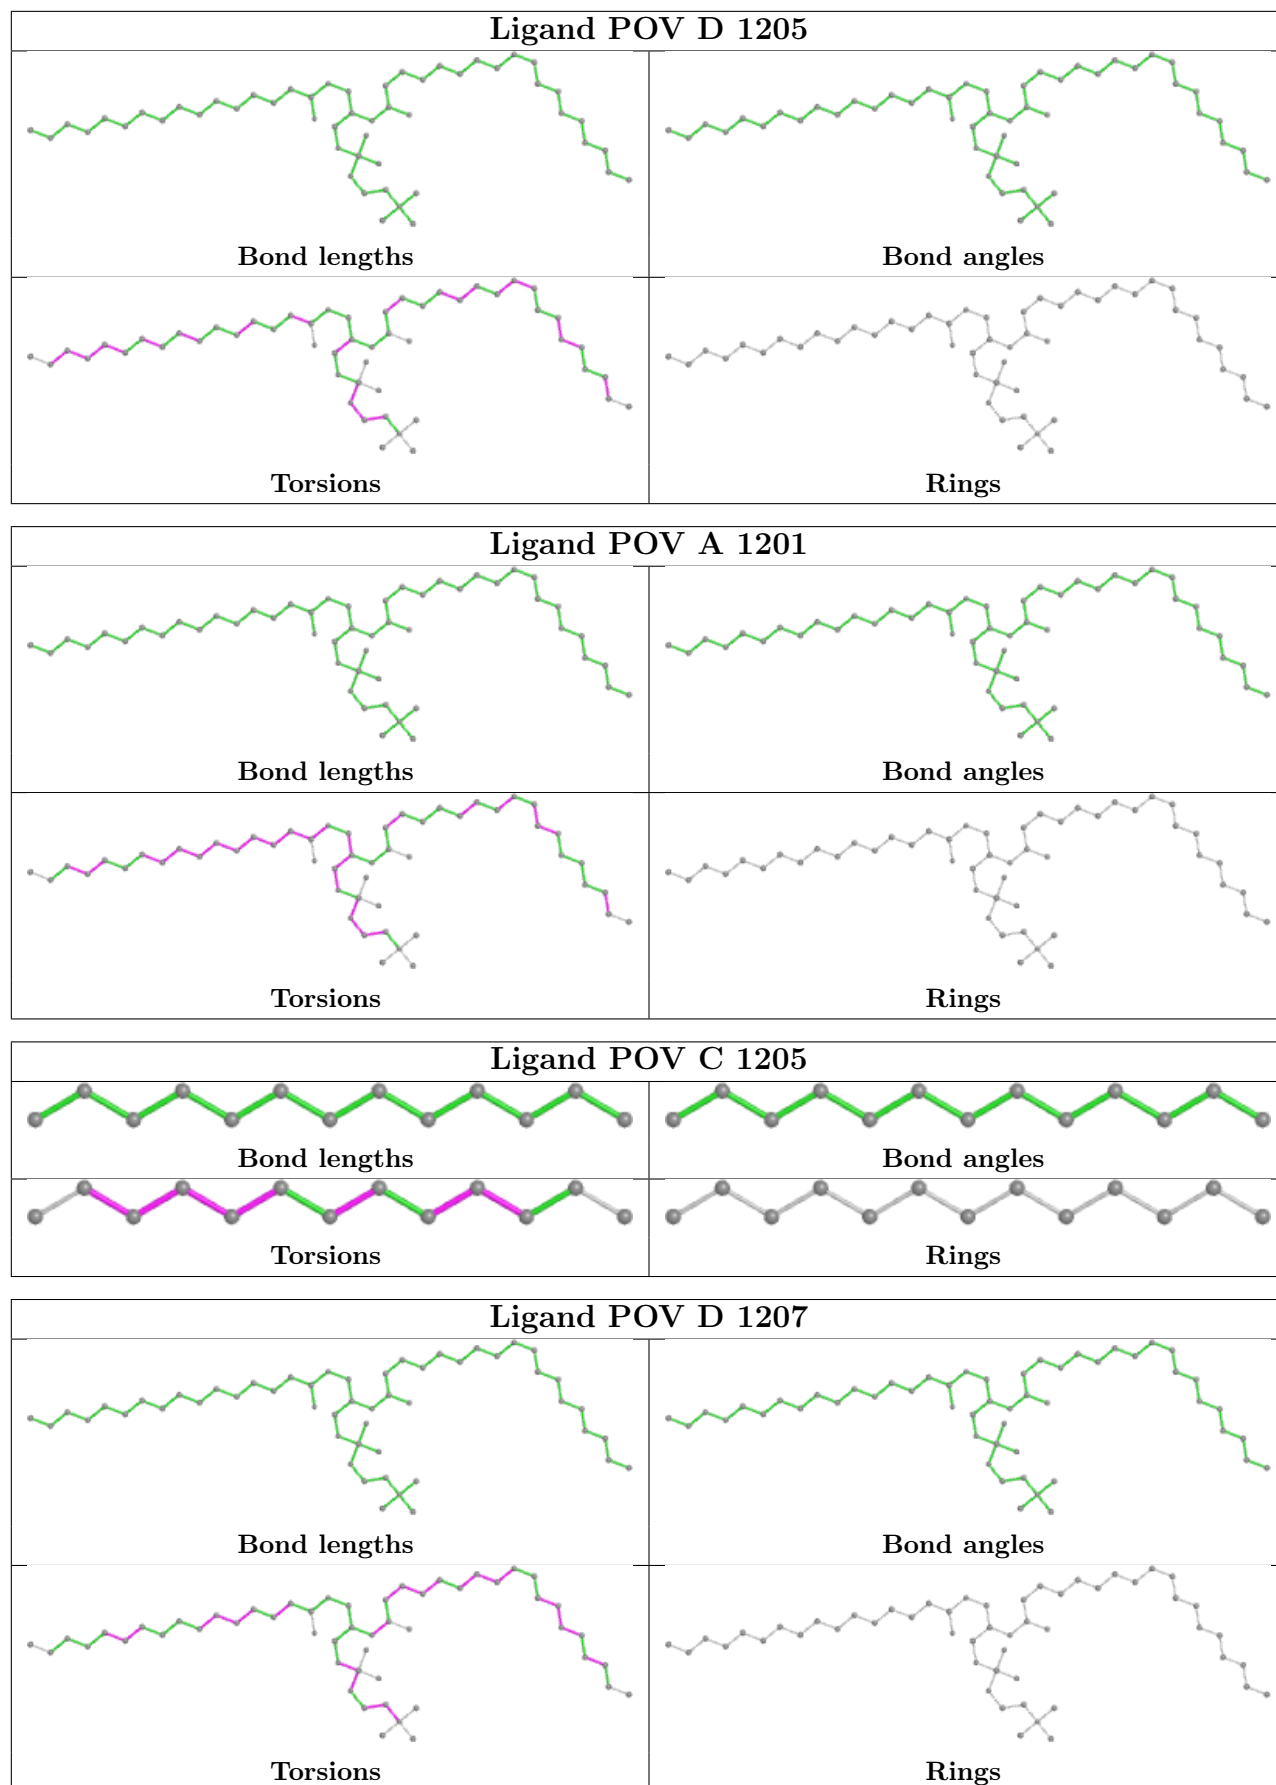 Ligand POV D 1205
Bond lengths
Bond angles
Torsions
Rings
Ligand POV A 1201
Bond lengths
Bond angles
Torsions
Rings
Ligand POV C 1205
Bond lengths
Bond angles
Torsions
Rings
Ligand POV D 1207
Bond lengths
Bond angles
Torsions
Rings